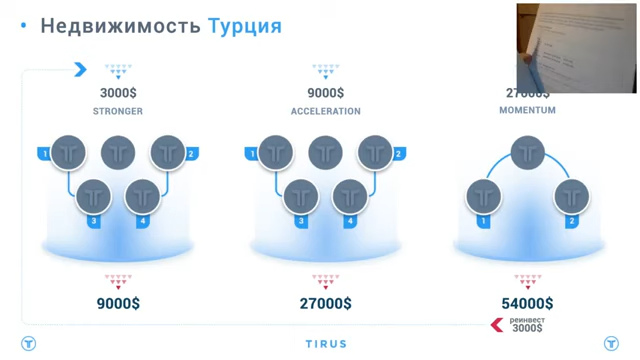 • Недвижимость Турция
3000$
STRONGER
9000$
ACCELERATION
27000$
MOMENTUM
1
2
3
4
1
2
3
4
1
2
9000$
27000$
54000$
реинвест
3000$
TIRUS